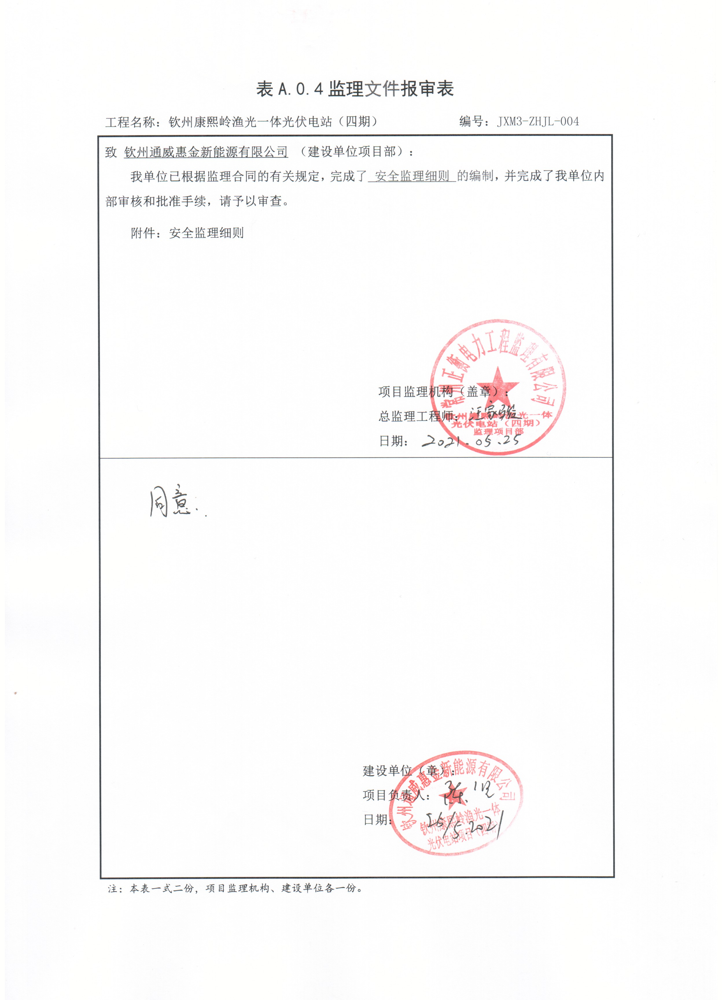 表 A.0.4 监理文件报审表
工程名称：钦州康熙岭渔光一体光伏电站（四期） 编号：JXM3-ZHJL-004
致 钦州通威惠金新能源有限公司 （建设单位项目部）：
我单位已根据监理合同的有关规定，完成了 安全监理细则 的编制，并完成了我单位内
部审核和批准手续，请予以审查。
附件：安全监理细则
常州正衡电力工程监理有限公司
项目监理机构（盖章）：
总监理工程师：
钦州康熙岭渔光一体
光伏电站（四期）
监理项目部
日期： 2021.05.25
同意.
钦州通威惠金新能源有限公司
建设单位（章）：
项目负责人： 陈
日期： 25/5.2021
钦州康熙岭渔光一体
光伏电站项目（四期）
注：本表一式二份，项目监理机构、建设单位各一份。